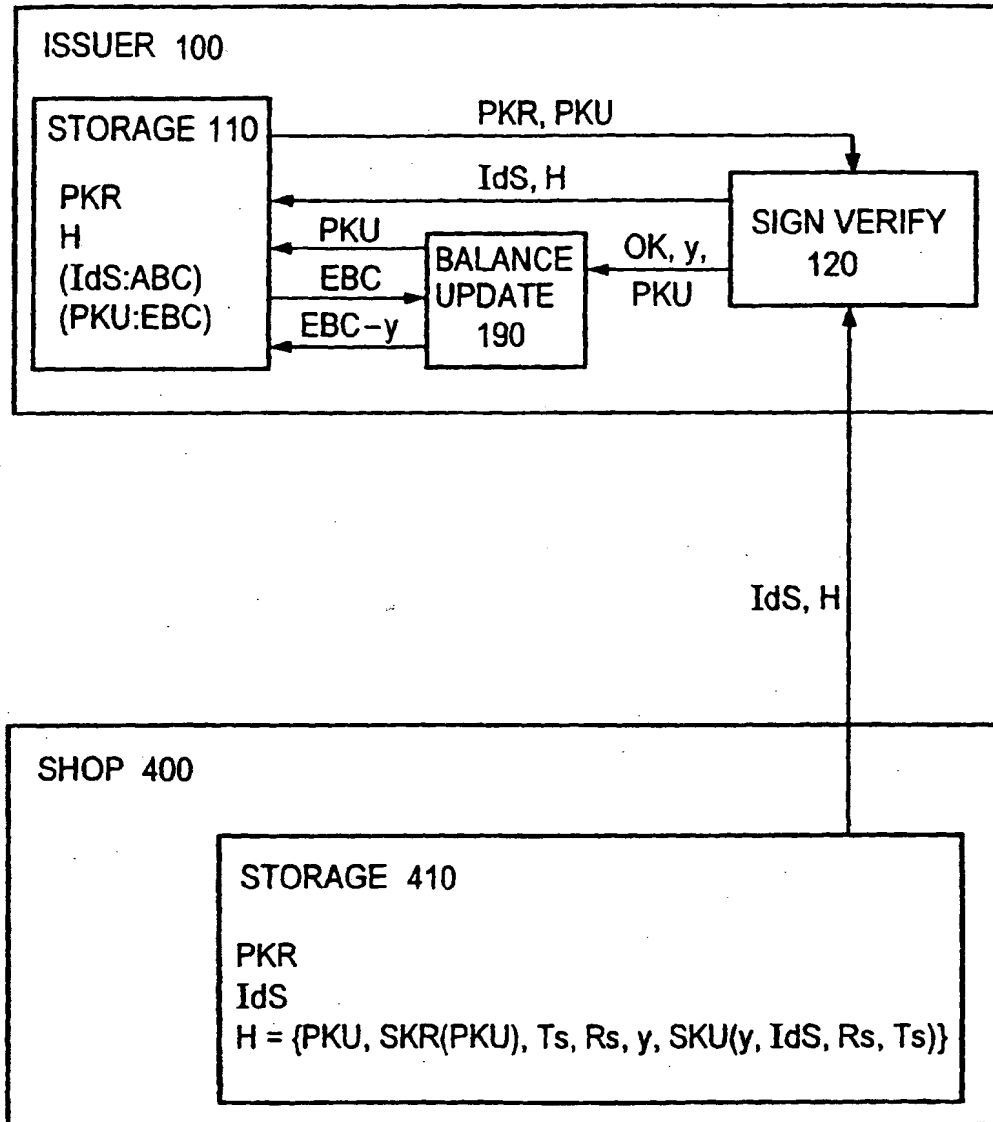 ISSUER 100
STORAGE 110
PKR
H
(IdS:ABC)
(PKU:EBC)
PKR, PKU
IdS, H
PKU
EBC
EBC-y
BALANCE
UPDATE
190
OK, y,
PKU
SIGN VERIFY
120
IdS, H
SHOP 400
STORAGE 410
PKR
IdS
H = {PKU, SKR(PKU), Ts, Rs, y, SKU(y, IdS, Rs, Ts)}